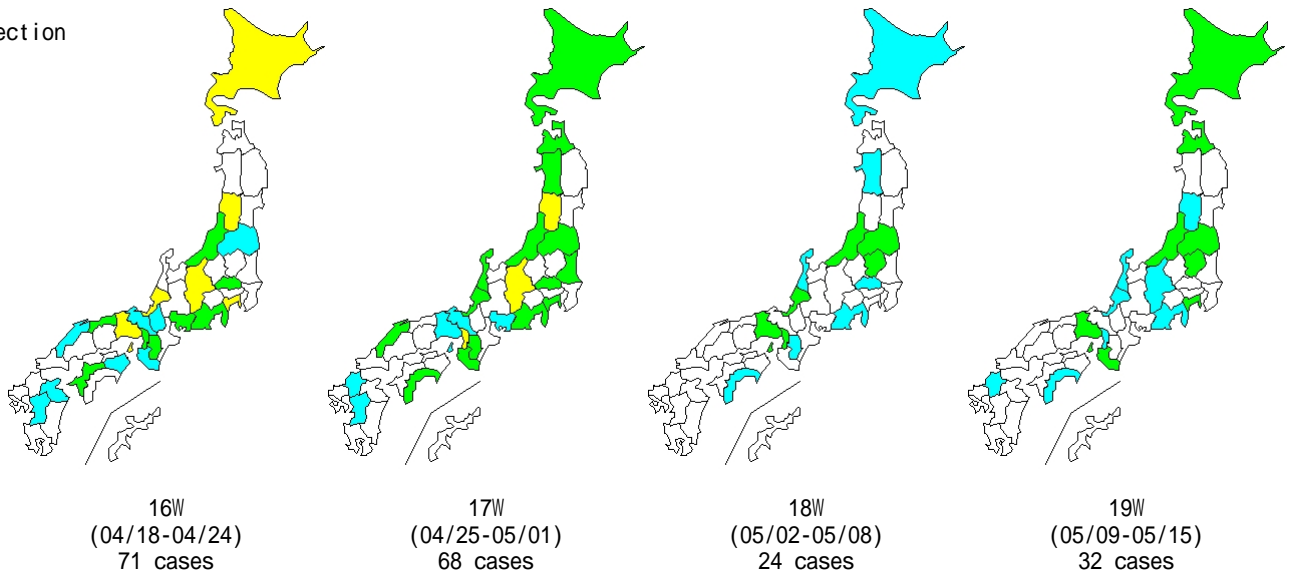 ection
16W
(04/18-04/24)
71 cases
17W
(04/25-05/01)
68 cases
18W
(05/02-05/08)
24 cases
19W
(05/09-05/15)
32 cases